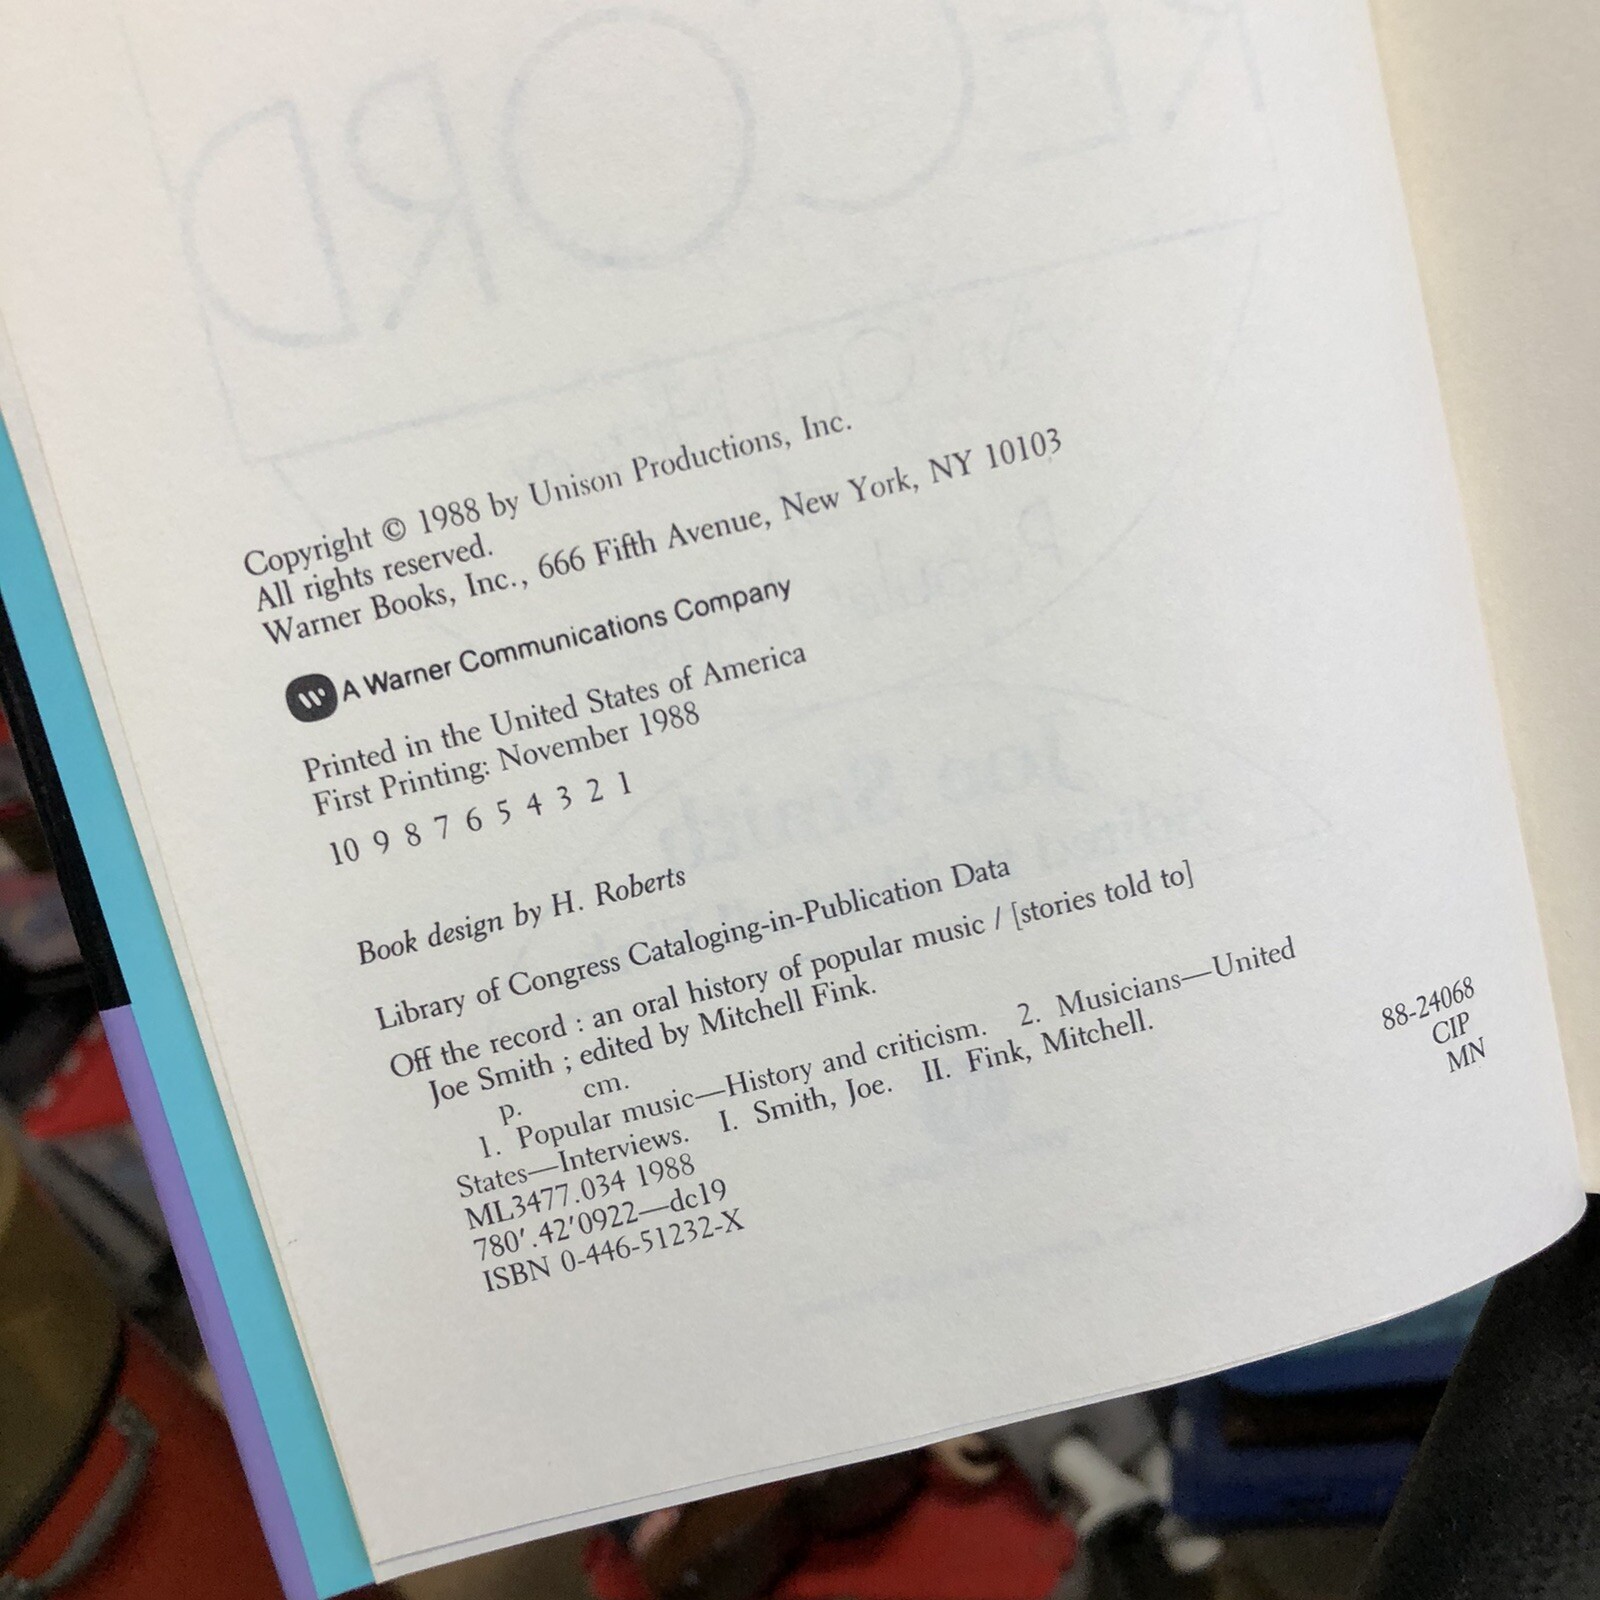 Copyright © 1988 by Unison Productions, Inc.
All rights reserved.
Warner Books, Inc., 666 Fifth Avenue, New York, NY 10103
A Warner Communications Company
Printed in the United States of America
First Printing: November 1988
10 9 8 7 6 5 4 3 2 1
Book design by H. Roberts
Library of Congress Cataloging-in-Publication Data
Off the record : an oral history of popular music / [stories told to]
Joe Smith ; edited by Mitchell Fink.
p. cm.
1. Popular music—History and criticism. 2. Musicians—United
States—Interviews. I. Smith, Joe. II. Fink, Mitchell.
ML3477.034 1988
780′.42′0922—dc19
ISBN 0-446-51232-X
88-24068
CIP
MN